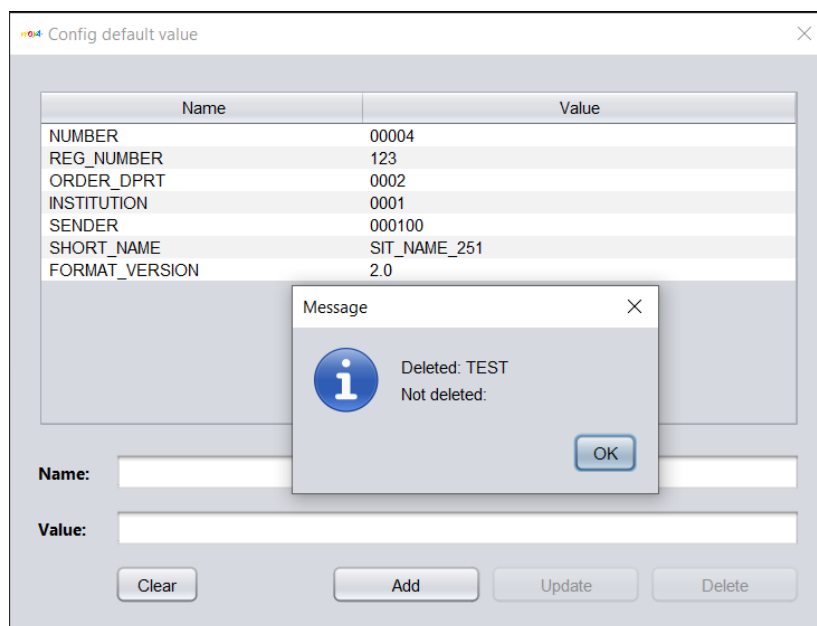 Config default value
Name Value
NUMBER 00004
REG_NUMBER 123
ORDER_DPRT 0002
INSTITUTION 0001
SENDER 000100
SHORT_NAME SIT_NAME_251
FORMAT_VERSION 2.0
Message
Deleted: TEST
Not deleted:
OK
Name:
Value:
Clear Add Update Delete